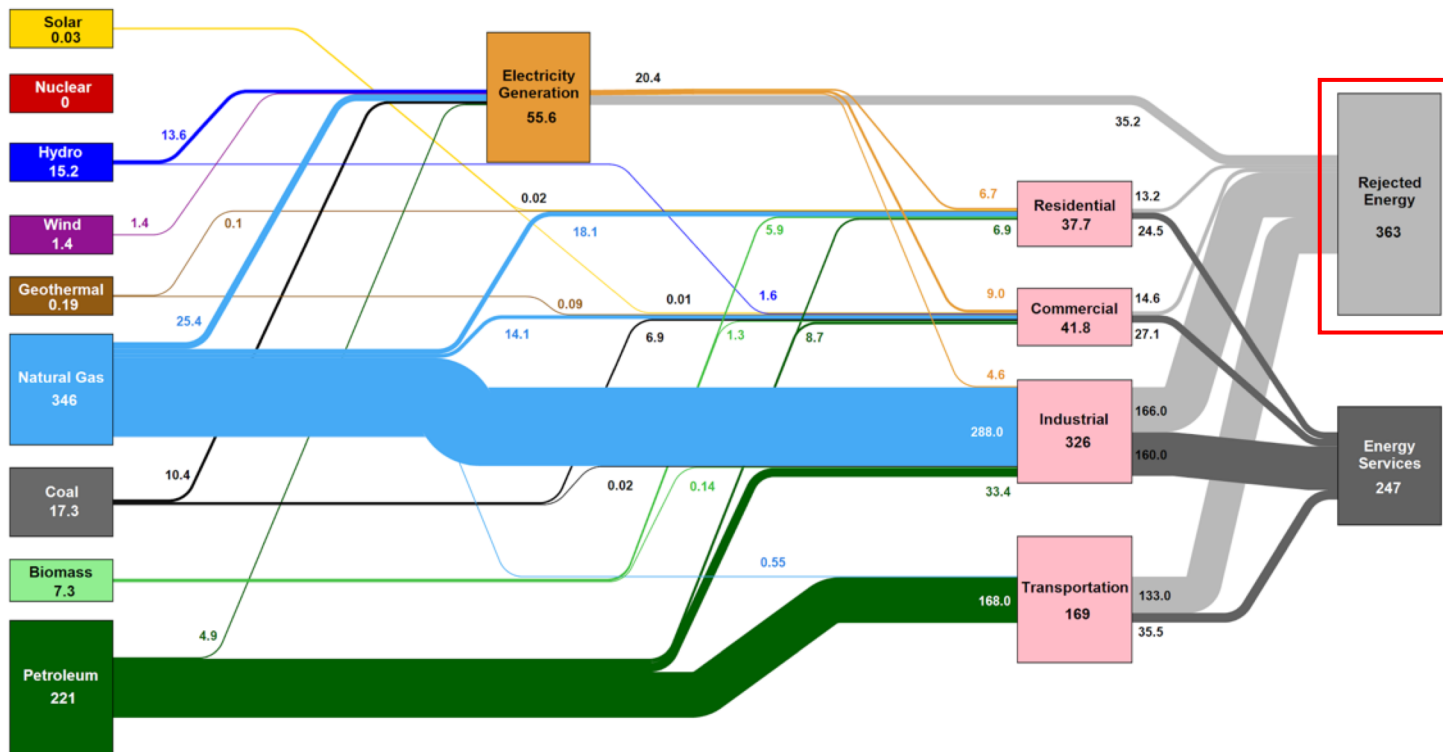 Solar
0.03
Nuclear
0
Hydro
15.2
Wind
1.4
Geothermal
0.19
Natural Gas
346
Coal
17.3
Biomass
7.3
Petroleum
221
13.6
1.4
0.1
25.4
10.4
4.9
Electricity
Generation
55.6
20.4
35.2
0.02
18.1
5.9
6.7
6.9
0.09
0.01
1.6
9.0
14.1
6.9
1.3
8.7
4.6
288.0
0.02
0.14
33.4
0.55
168.0
Residential
37.7
13.2
24.5
Commercial
41.8
14.6
27.1
Industrial
326
166.0
160.0
Transportation
169
133.0
35.5
Rejected
Energy
363
Energy
Services
247